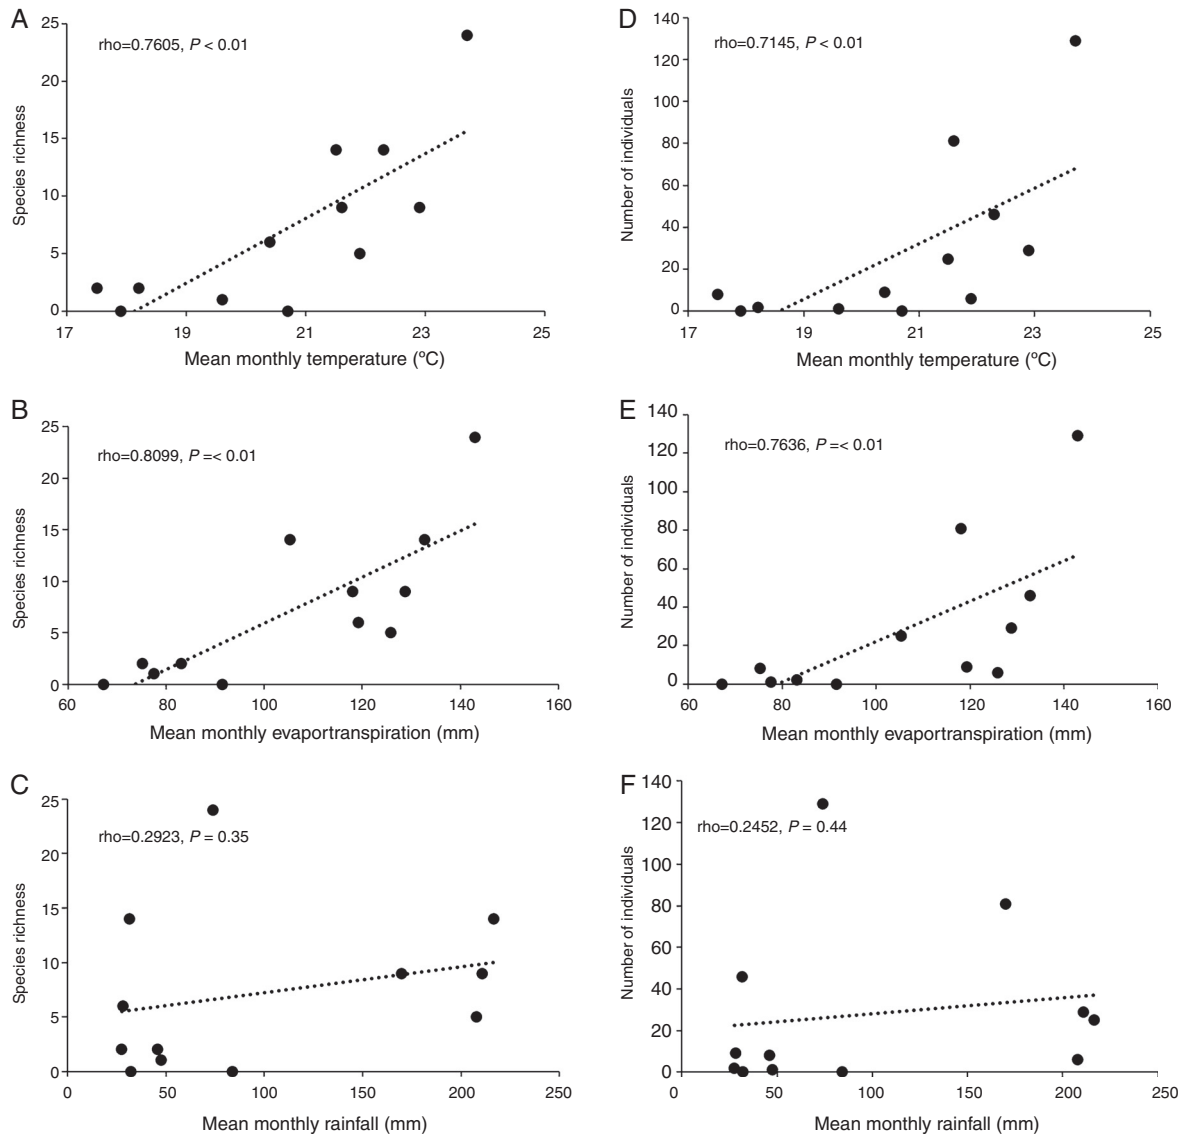 A
rho=0.7605, P < 0.01
Species richness
25
20
15
10
5
0
17 19 21 23 25
Mean monthly temperature (ºC)
D
rho=0.7145, P < 0.01
Number of individuals
140
120
100
80
60
40
20
0
17 19 21 23 25
Mean monthly temperature (ºC)
B
rho=0.8099, P =< 0.01
Species richness
25
20
15
10
5
0
60 80 100 120 140 160
Mean monthly evaportranspiration (mm)
E
rho=0.7636, P =< 0.01
Number of individuals
140
120
100
80
60
40
20
0
60 80 100 120 140 160
Mean monthly evaportranspiration (mm)
C
rho=0.2923, P = 0.35
Species richness
25
20
15
10
5
0
0 50 100 150 200 250
Mean monthly rainfall (mm)
F
rho=0.2452, P = 0.44
Number of individuals
140
120
100
80
60
40
20
0
0 50 100 150 200 250
Mean monthly rainfall (mm)